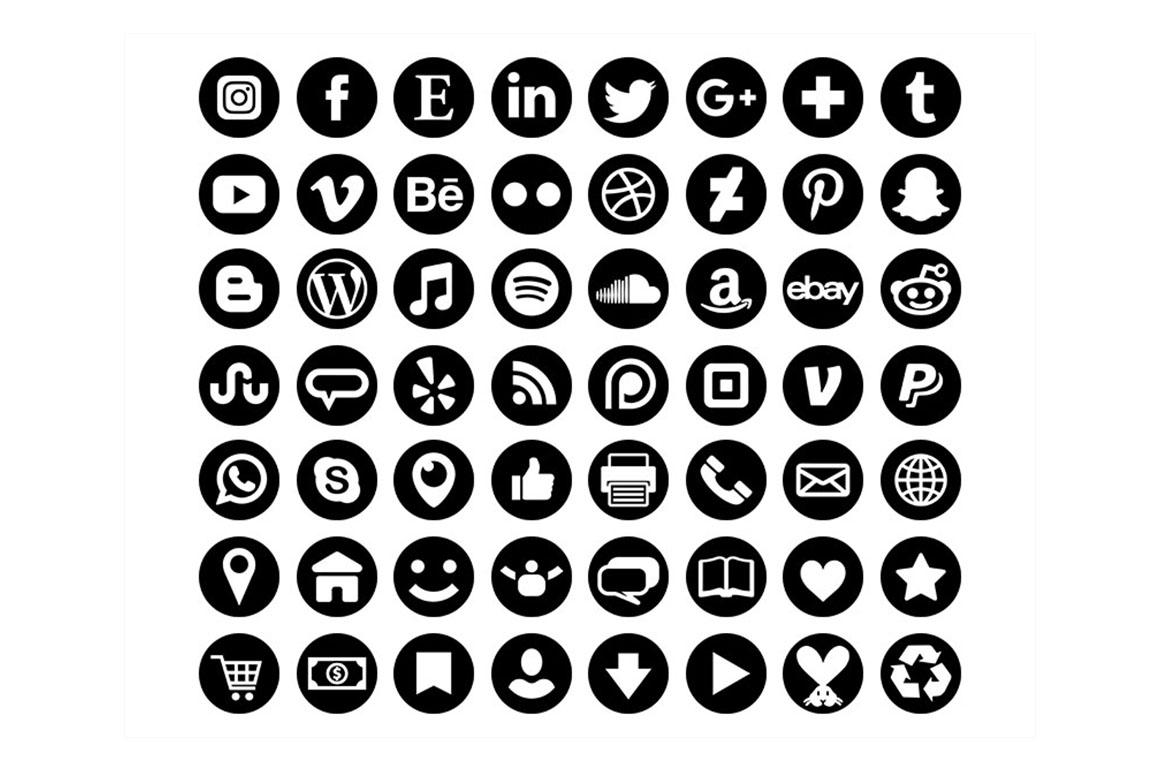 f E in G+ t
v Bē P
B W a ebay
P V P
S
$